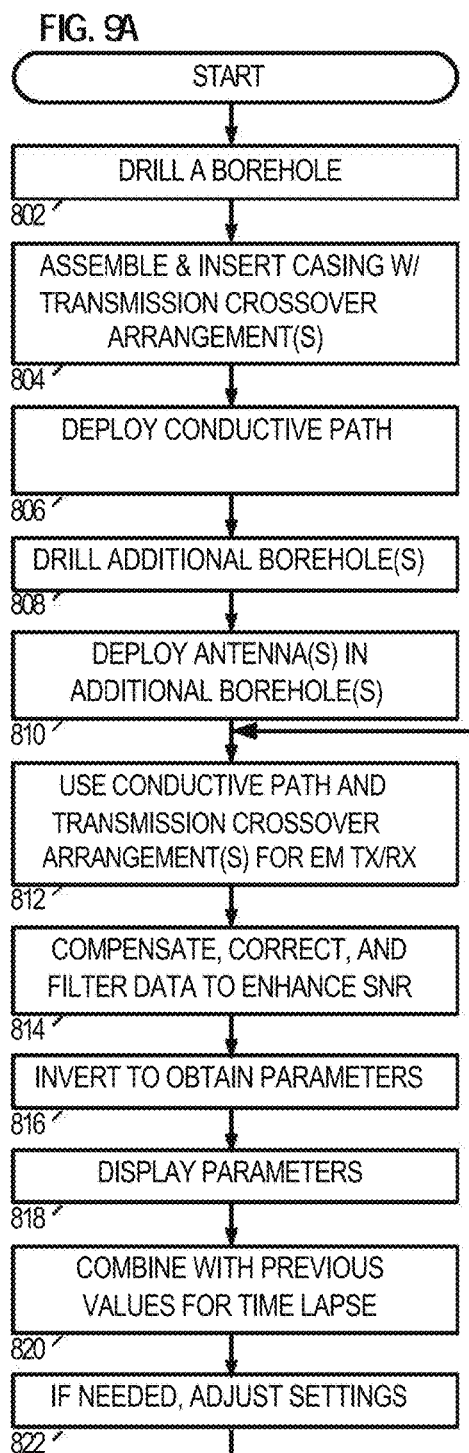 FIG. 9A
START
DRILL A BOREHOLE
802
ASSEMBLE & INSERT CASING W/
TRANSMISSION CROSSOVER
ARRANGEMENT(S)
804
DEPLOY CONDUCTIVE PATH
806
DRILL ADDITIONAL BOREHOLE(S)
808
DEPLOY ANTENNA(S) IN
ADDITIONAL BOREHOLE(S)
810
USE CONDUCTIVE PATH AND
TRANSMISSION CROSSOVER
ARRANGEMENT(S) FOR EM TX/RX
812
COMPENSATE, CORRECT, AND
FILTER DATA TO ENHANCE SNR
814
INVERT TO OBTAIN PARAMETERS
816
DISPLAY PARAMETERS
818
COMBINE WITH PREVIOUS
VALUES FOR TIME LAPSE
820
IF NEEDED, ADJUST SETTINGS
822